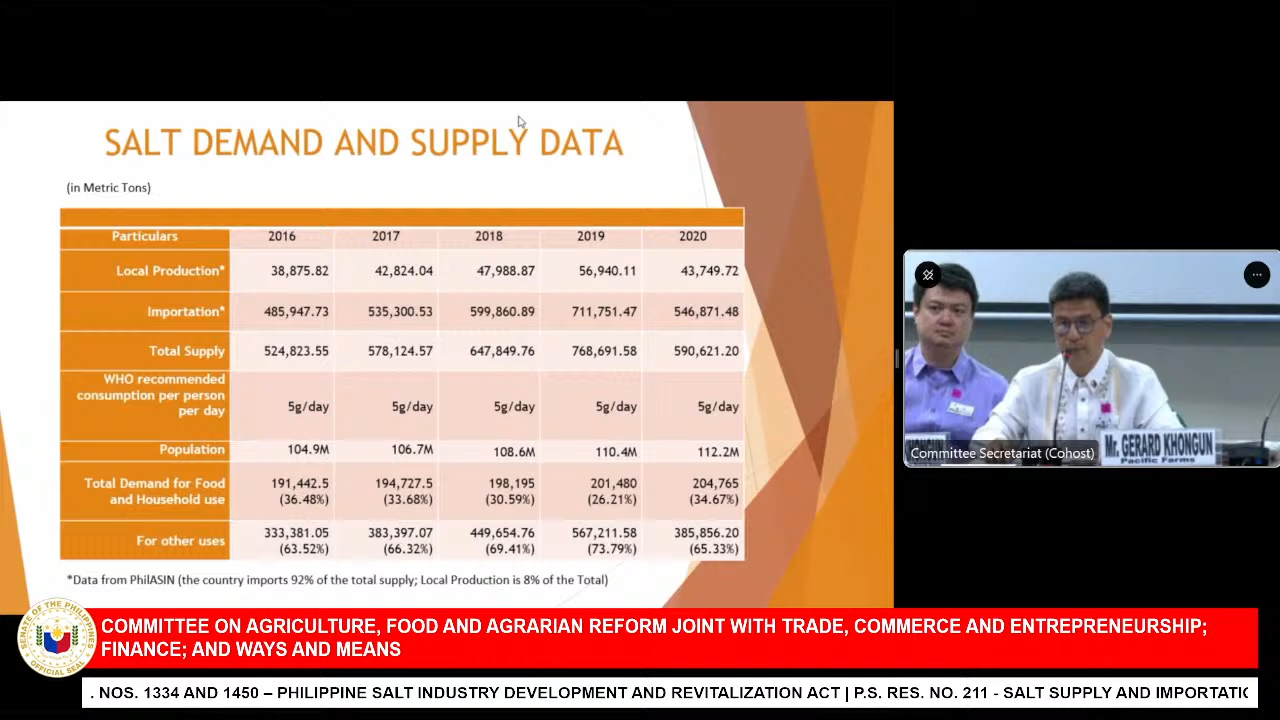 SALT DEMAND AND SUPPLY DATA
(in Metric Tons)
Particulars 2016 2017 2018 2019 2020
Local Production* 38,875.82 42,824.04 47,988.87 56,940.11 43,749.72
Importation* 485,947.73 535,300.53 599,860.89 711,751.47 546,871.48
Total Supply 524,823.55 578,124.57 647,849.76 768,691.58 590,621.20
WHO recommended
consumption per person
per day 5g/day 5g/day 5g/day 5g/day 5g/day
Population 104.9M 106.7M 108.6M 110.4M 112.2M
Total Demand for Food 191,442.5 194,727.5 198,195 201,480 204,765
and Household use (36.48%) (33.68%) (30.59%) (26.21%) (34.67%)
For other uses 333,381.05 383,397.07 449,654.76 567,211.58 385,856.20
(63.52%) (66.32%) (69.41%) (73.79%) (65.33%)
*Data from PhilASIN (the country imports 92% of the total supply; Local Production is 8% of the Total)
Mr. GERARD KHONGUN
Pacific Farms
Committee Secretariat (Cohost)
SENATE OF THE PHILIPPINES
OFFICIAL SEAL
COMMITTEE ON AGRICULTURE, FOOD AND AGRARIAN REFORM JOINT WITH TRADE, COMMERCE AND ENTREPRENEURSHIP;
FINANCE; AND WAYS AND MEANS
. NOS. 1334 AND 1450 – PHILIPPINE SALT INDUSTRY DEVELOPMENT AND REVITALIZATION ACT | P.S. RES. NO. 211 - SALT SUPPLY AND IMPORTATIO